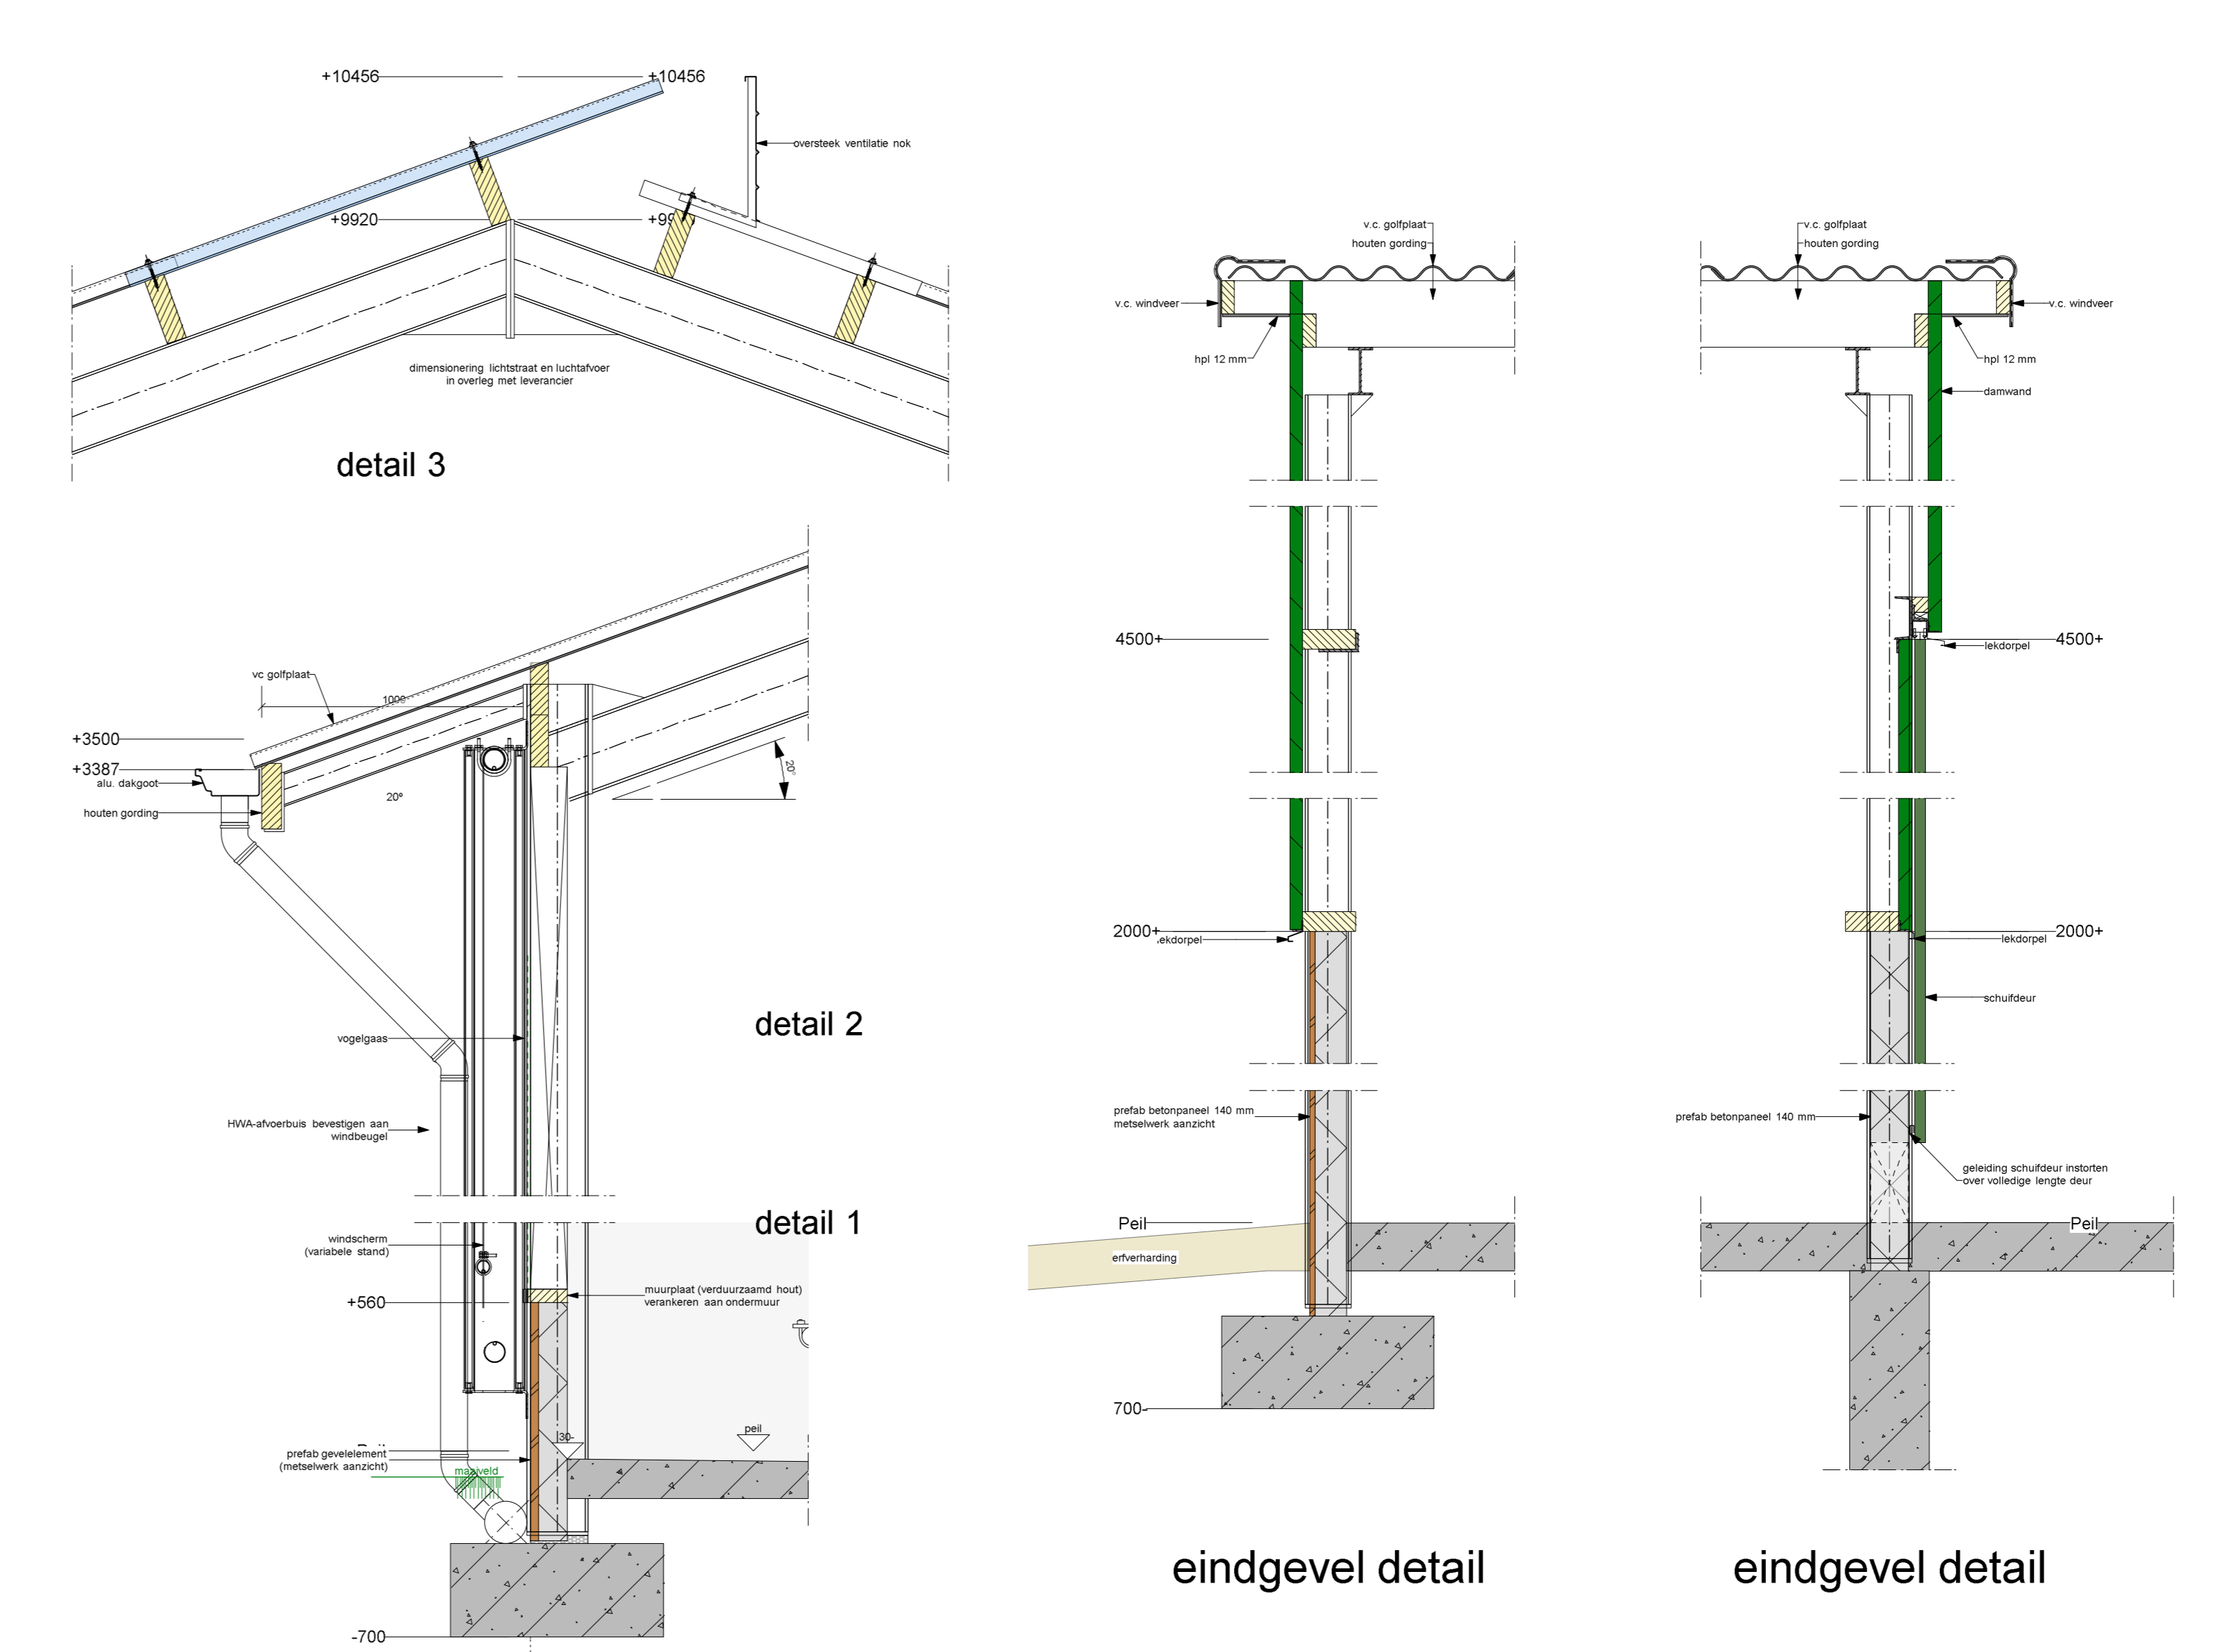 +10456
+10456
oversteek ventilatie nok
+9920
dimensionering lichtstraat en luchtafvoer
in overleg met leverancier
detail 3
vc golfplaat
1000
+3500
+3387
alu. dakgoot
houten gording
20°
20°
vogelgaas
detail 2
HWA-afvoerbuis bevestigen aan
windbeugel
detail 1
windscherm
(variabele stand)
+560
muurplaat (verduurzaamd hout)
verankeren aan ondermuur
peil
30-
prefab gevelelement
(metselwerk aanzicht)
maaiveld
-700
v.c. golfplaat
houten gording
v.c. windveer
hpl 12 mm
4500+
2000+
lekdorpel
prefab betonpaneel 140 mm
metselwerk aanzicht
Peil
erfverharding
700-
eindgevel detail
v.c. golfplaat
houten gording
v.c. windveer
hpl 12 mm
damwand
4500+
lekdorpel
2000+
lekdorpel
schuifdeur
prefab betonpaneel 140 mm
geleiding schuifdeur instorten
over volledige lengte deur
Peil
eindgevel detail